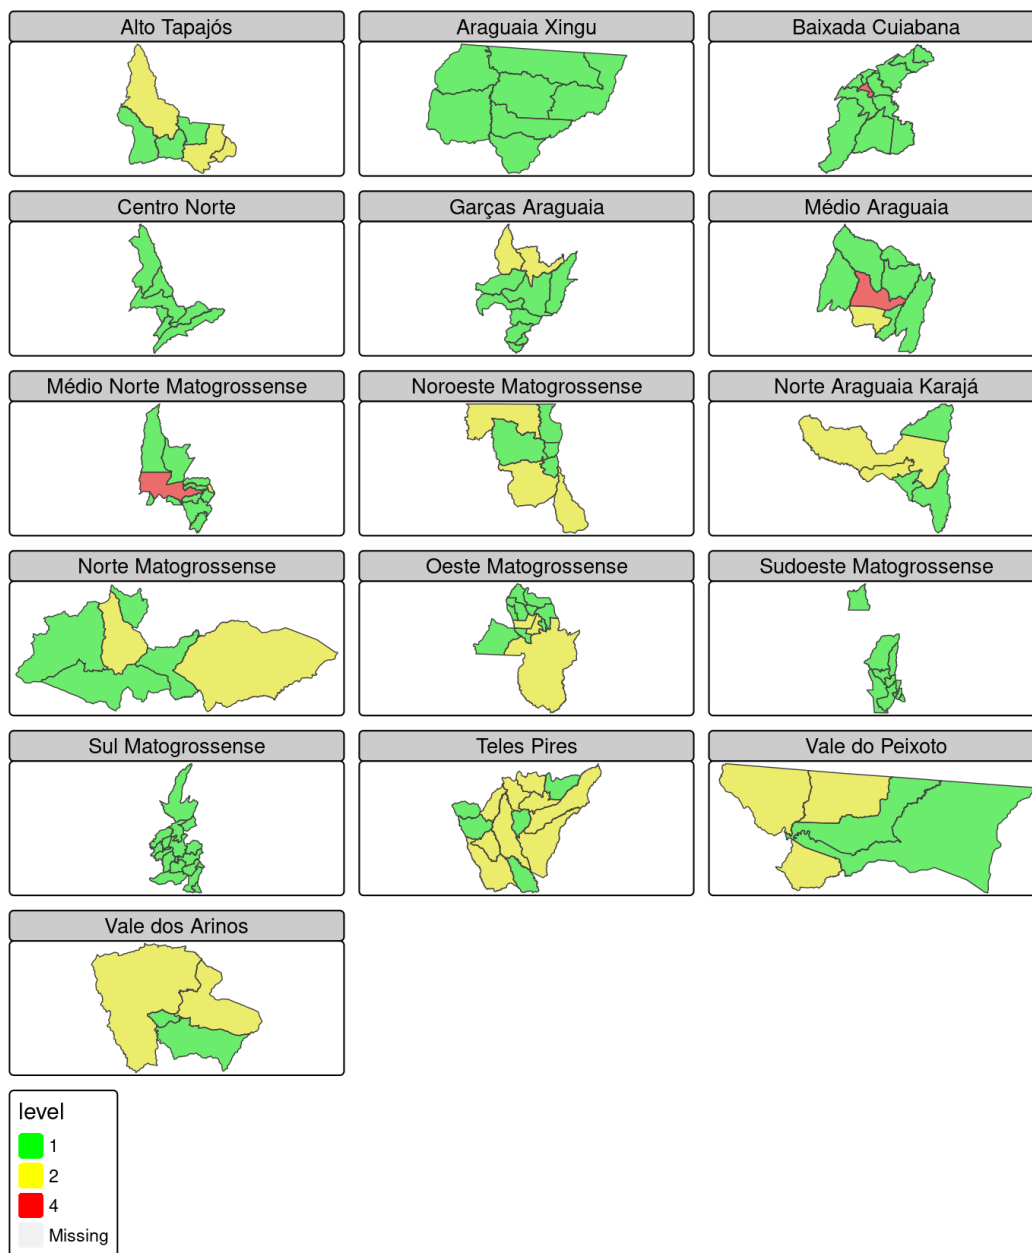 Alto Tapajós
Araguaia Xingu
Baixada Cuiabana
Centro Norte
Garças Araguaia
Médio Araguaia
Médio Norte Matogrossense
Noroeste Matogrossense
Norte Araguaia Karajá
Norte Matogrossense
Oeste Matogrossense
Sudoeste Matogrossense
Sul Matogrossense
Teles Pires
Vale do Peixoto
Vale dos Arinos
level
1
2
4
Missing